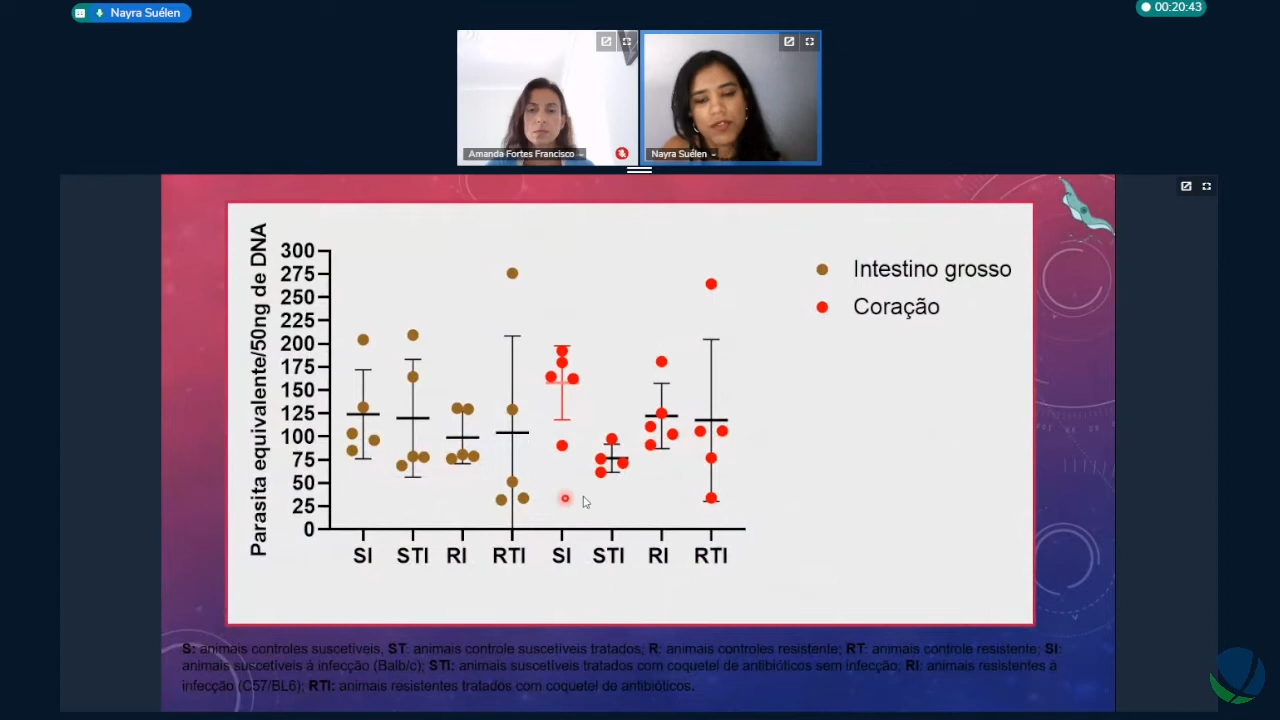 Nayra Suélen
00:20:43
Amanda Fortes Francisco
Nayra Suélen
Parasita equivalente/50ng de DNA
300
275
250
225
200
175
150
125
100
75
50
25
0
SI STI RI RTI SI STI RI RTI
Intestino grosso
Coração
S: animais controles suscetíveis, ST: animais controle suscetíveis tratados, R: animais controles resistente; RT: animais controle resistente; SI:
animais suscetíveis à infecção (Balb/c); STI: animais suscetíveis tratados com coquetel de antibióticos sem infecção; RI: animais resistentes à
infecção (C57/BL6); RTI: animais resistentes tratados com coquetel de antibióticos.